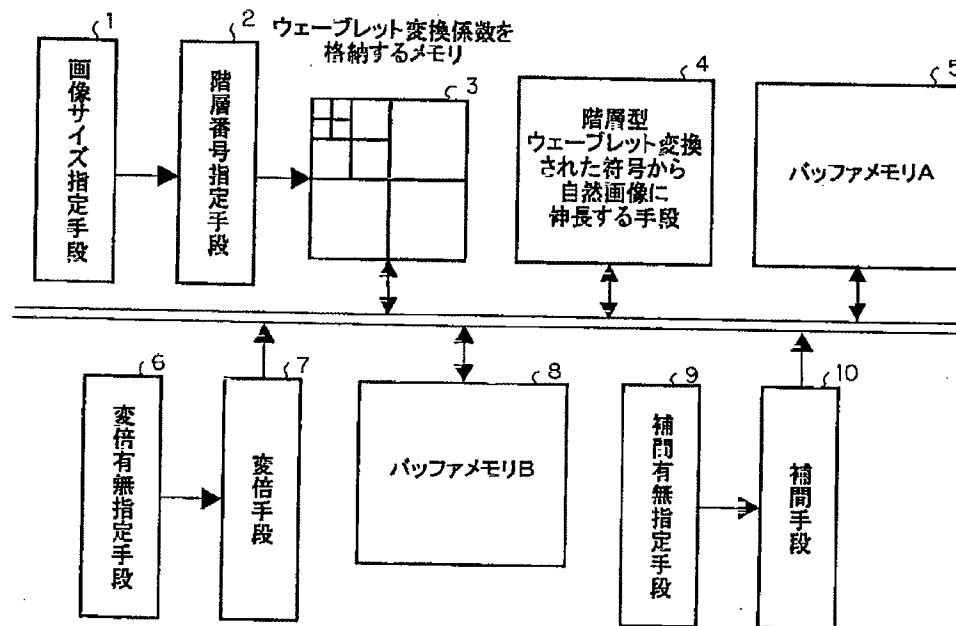 1
画像サイズ指定手段
2
階層番号指定手段
ウェーブレット変換係数を
格納するメモリ
3
4
階層型
ウェーブレット変換
された符号から
自然画像に
伸長する手段
5
バッファメモリA
6
変倍有無指定手段
7
変倍手段
8
バッファメモリB
9
補間有無指定手段
10
補間手段